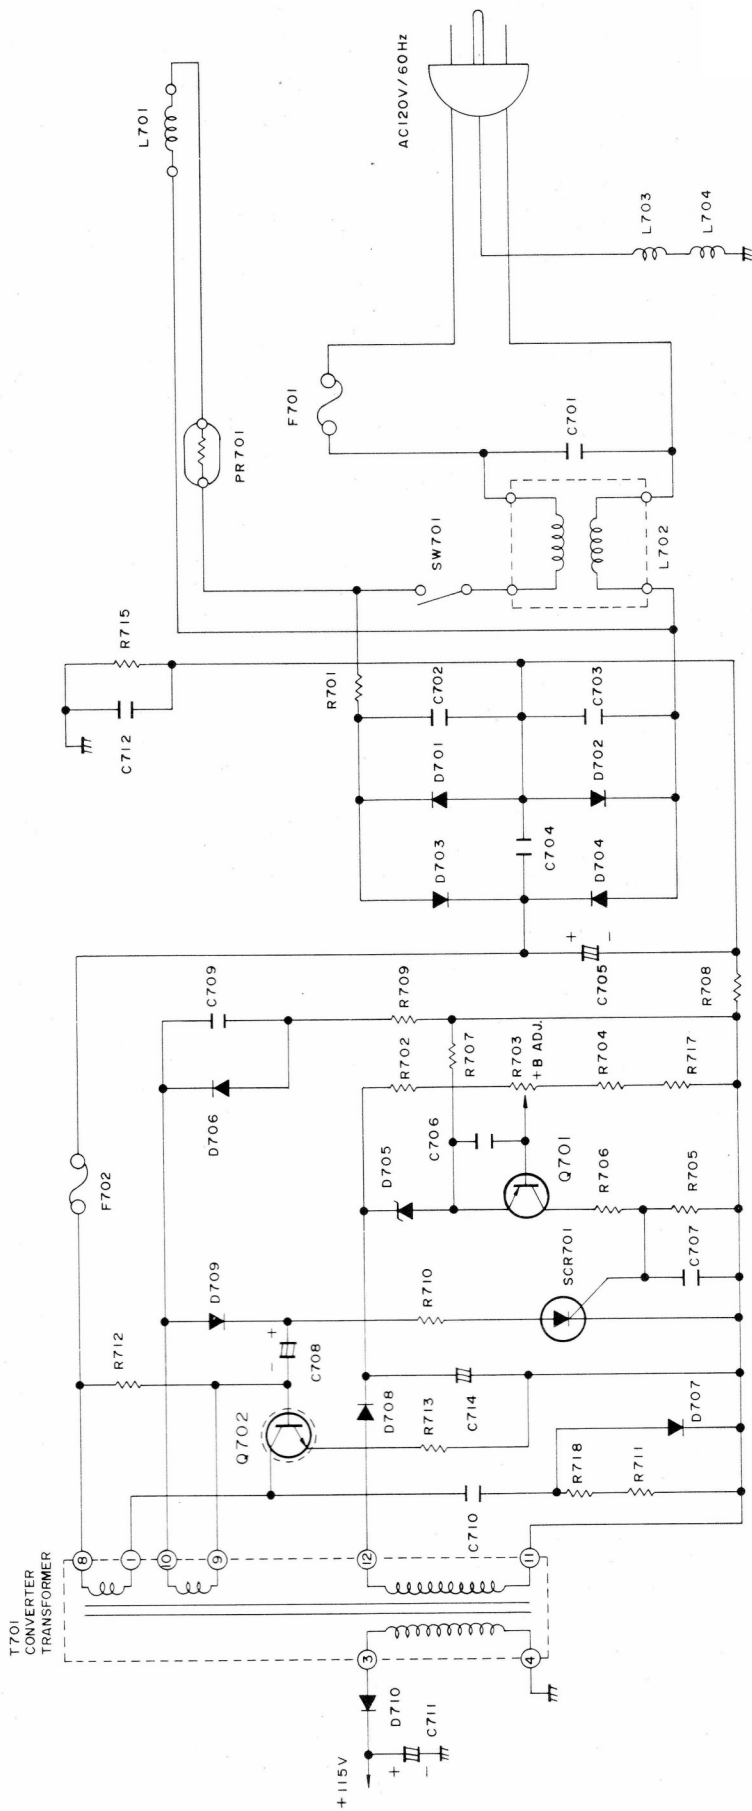 T701
CONVERTER
TRANSFORMER
8
1
10
9
12
11
3
4
+115V
D710
+
C711
-
R712
Q702
-
+
C708
D708
R713
C714
C710
R718
R711
D707
F702
D709
R710
SCR701
D706
C709
D705
C706
Q701
R706
R705
C707
R709
R702
R707
R703
+B ADJ.
R704
R717
R708
+
C705
-
D703
D704
C704
D701
D702
C702
C703
R701
C712
R715
SW701
L702
PR701
F701
C701
L701
AC120V/60Hz
L703
L704